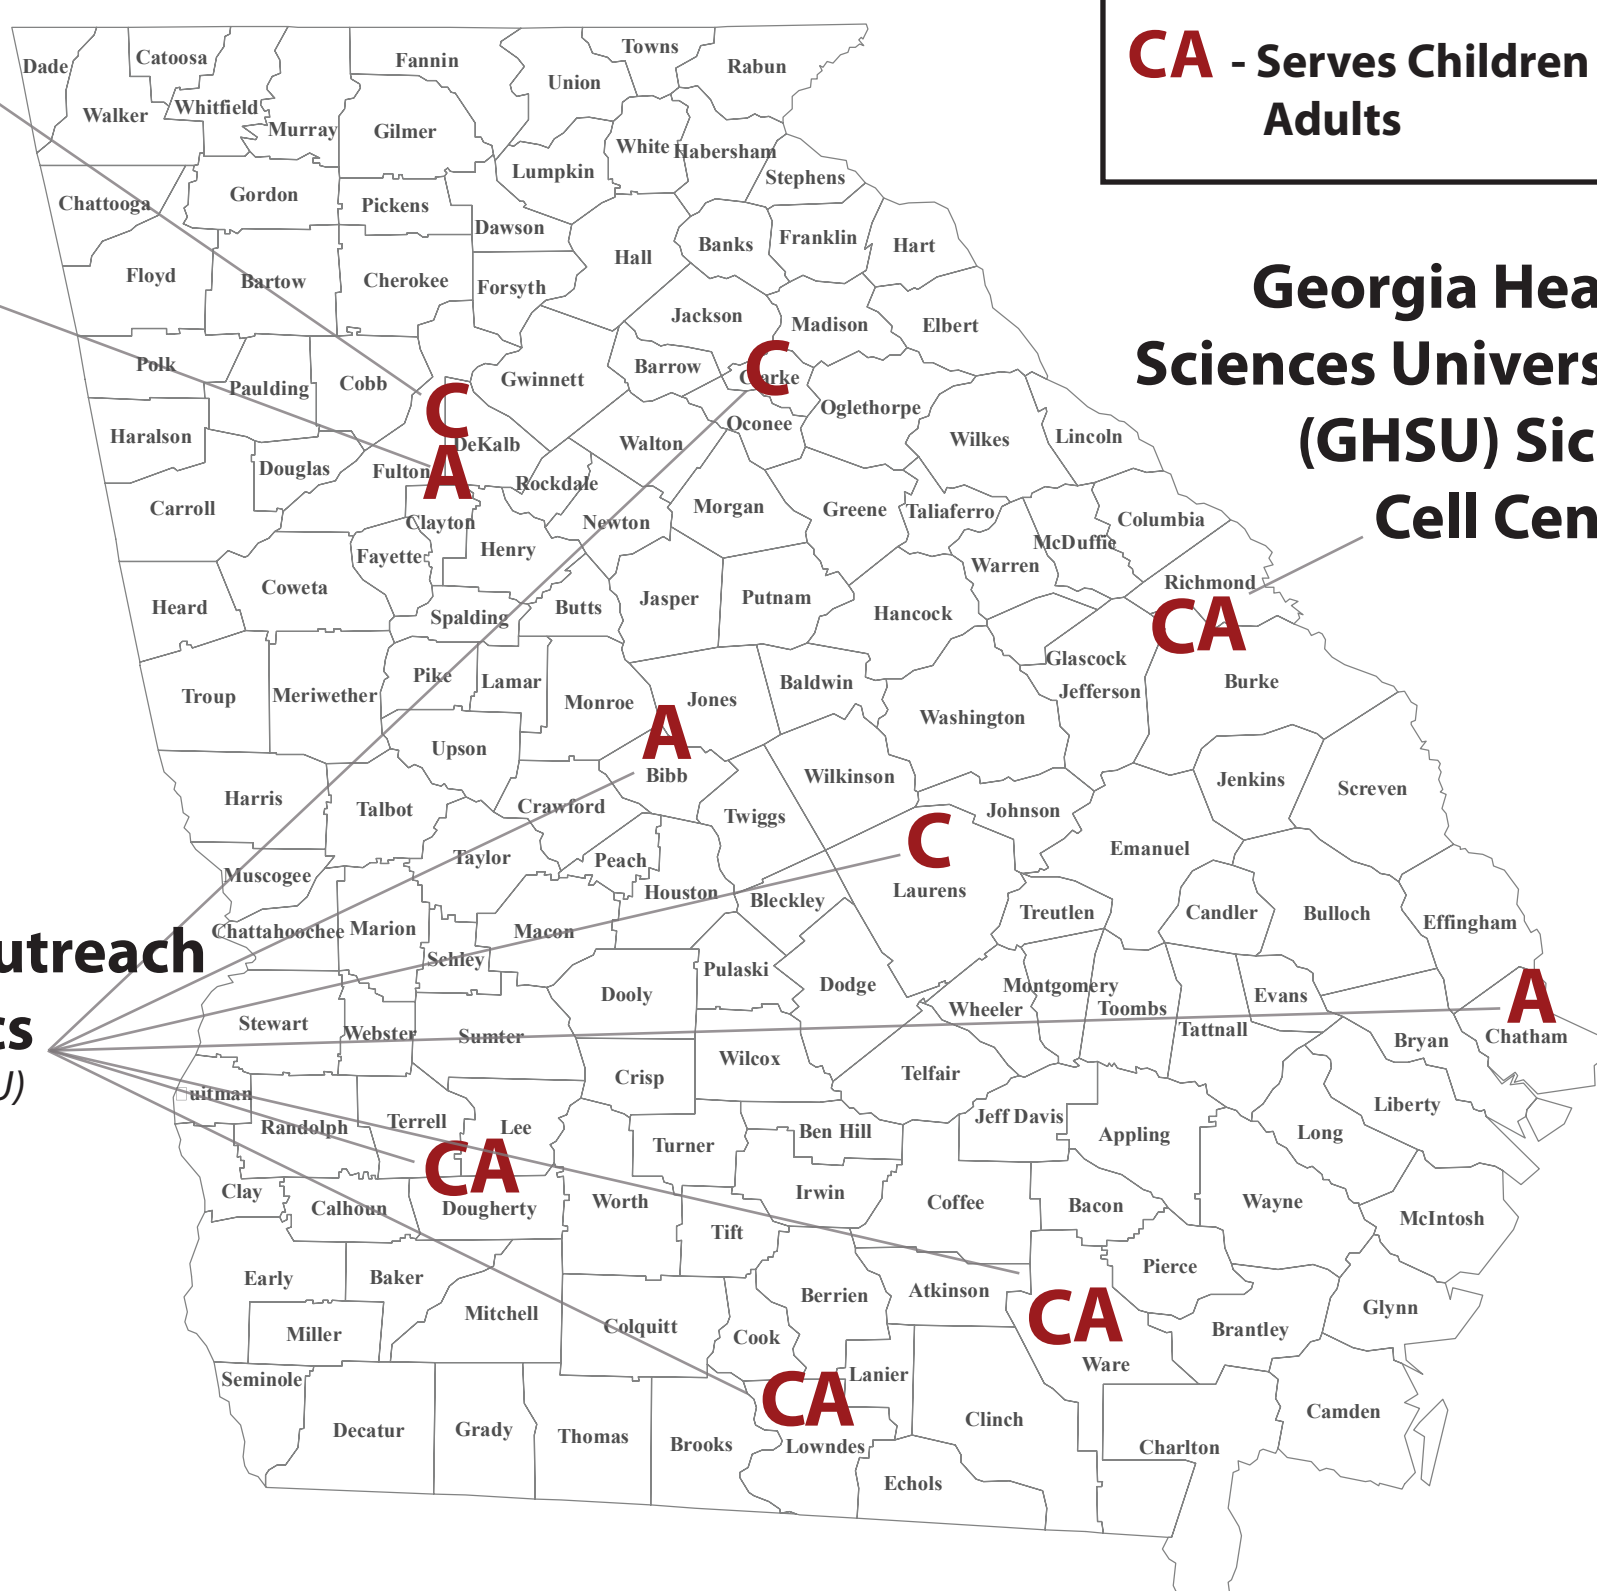 CA - Serves Children
Adults
Georgia Hea
Sciences Univers
(GHSU) Sic
Cell Cen
utreach
cs
U)
Dade
Catoosa
Fannin
Towns
Union
Rabun
Walker
Whitfield
Murray
Gilmer
White
Habersham
Lumpkin
Stephens
Chattooga
Gordon
Pickens
Dawson
Banks
Franklin
Hart
Hall
Floyd
Bartow
Cherokee
Forsyth
Jackson
Madison
Elbert
Polk
Paulding
Cobb
Gwinnett
Barrow
C
Clarke
C
Oglethorpe
Oconee
Haralson
DeKalb
Walton
Wilkes
Lincoln
Douglas
Fulton
A
Rockdale
Carroll
Clayton
Newton
Morgan
Greene
Taliaferro
Columbia
McDuffie
Fayette
Henry
Warren
Richmond
Heard
Coweta
Spalding
Butts
Jasper
Putnam
Hancock
CA
Glascock
Troup
Meriwether
Pike
Lamar
Monroe
Jones
Baldwin
Washington
Jefferson
Burke
A
Upson
Bibb
Wilkinson
Jenkins
Screven
Harris
Talbot
Crawford
Twiggs
Johnson
C
Muscogee
Taylor
Peach
Houston
Bleckley
Laurens
Emanuel
Treutlen
Candler
Bulloch
Effingham
Chattahoochee
Marion
Schley
Macon
Pulaski
Dooly
Dodge
Montgomery
Wheeler
Toombs
Evans
A
Stewart
Webster
Sumter
Tattnall
Bryan
Chatham
Crisp
Wilcox
Telfair
uitman
Randolph
Terrell
Lee
Turner
Ben Hill
Jeff Davis
Appling
Long
Liberty
CA
Clay
Calhoun
Dougherty
Worth
Irwin
Coffee
Bacon
Wayne
McIntosh
Tift
Early
Baker
Pierce
Atkinson
Berrien
Miller
Mitchell
Colquitt
Cook
CA
Brantley
Glynn
Ware
Seminole
Lanier
CA
Decatur
Grady
Thomas
Brooks
Lowndes
Clinch
Camden
Charlton
Echols